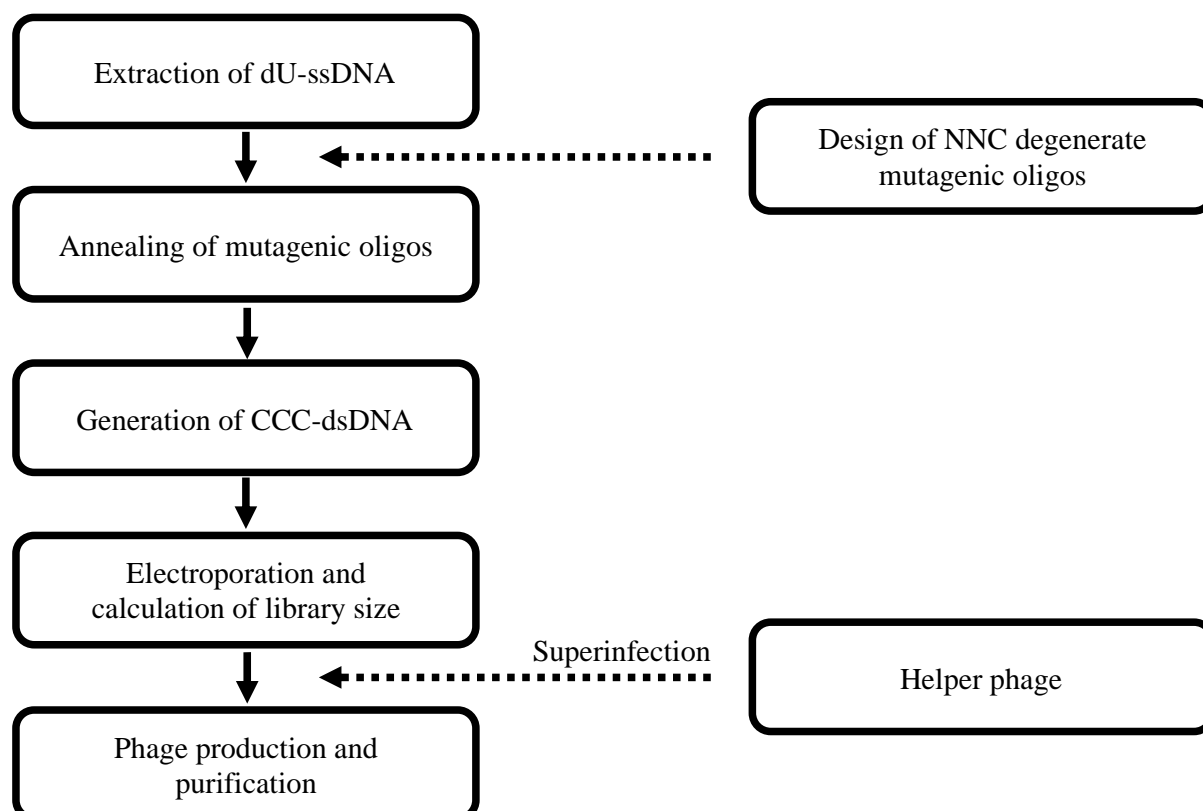 Extraction of dU-ssDNA
Design of NNC degenerate
mutagenic oligos
Annealing of mutagenic oligos
Generation of CCC-dsDNA
Electroporation and
calculation of library size
Superinfection
Helper phage
Phage production and
purification